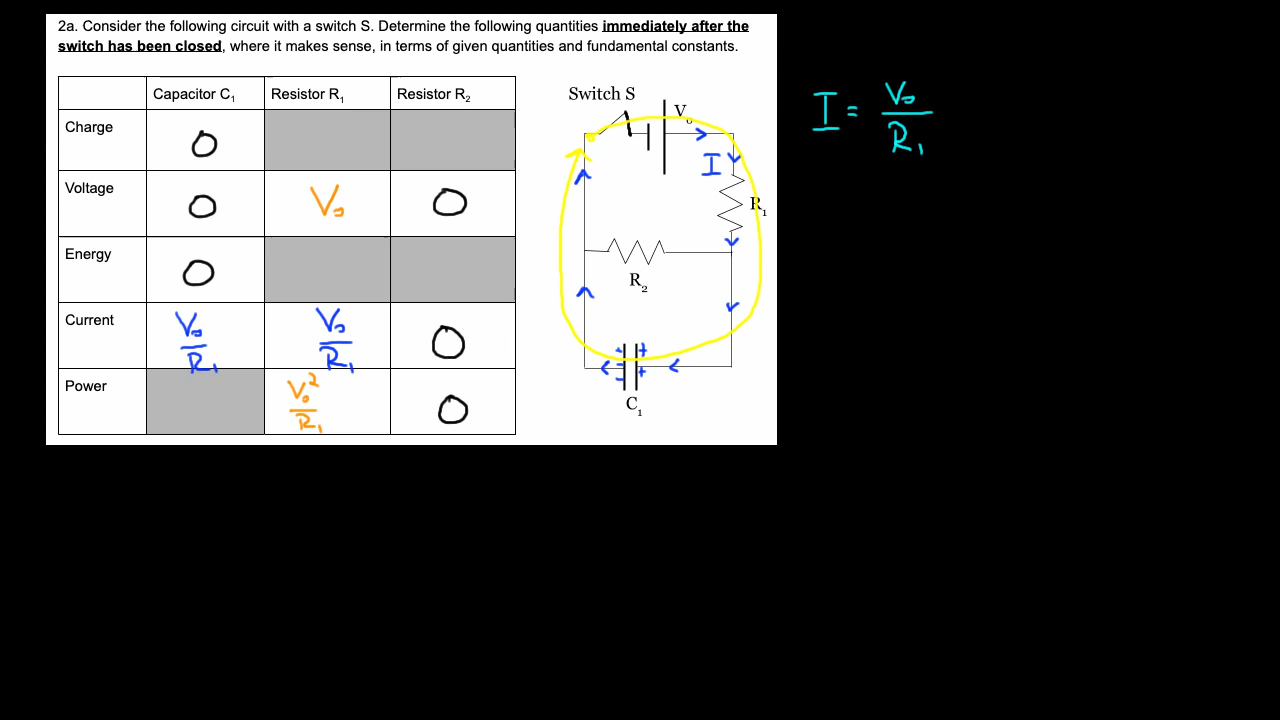 2a. Consider the following circuit with a switch S. Determine the following quantities immediately after the
switch has been closed, where it makes sense, in terms of given quantities and fundamental constants.
Capacitor C₁ Resistor R₁ Resistor R₂
Charge 0
Voltage 0 V₀ 0
Energy 0
Current V₀/R₁ V₀/R₁ 0
Power V₀²/R₁ 0
Switch S
V₀
I
R₁
R₂
+ +
- +
-
C₁
I = V₀/R₁